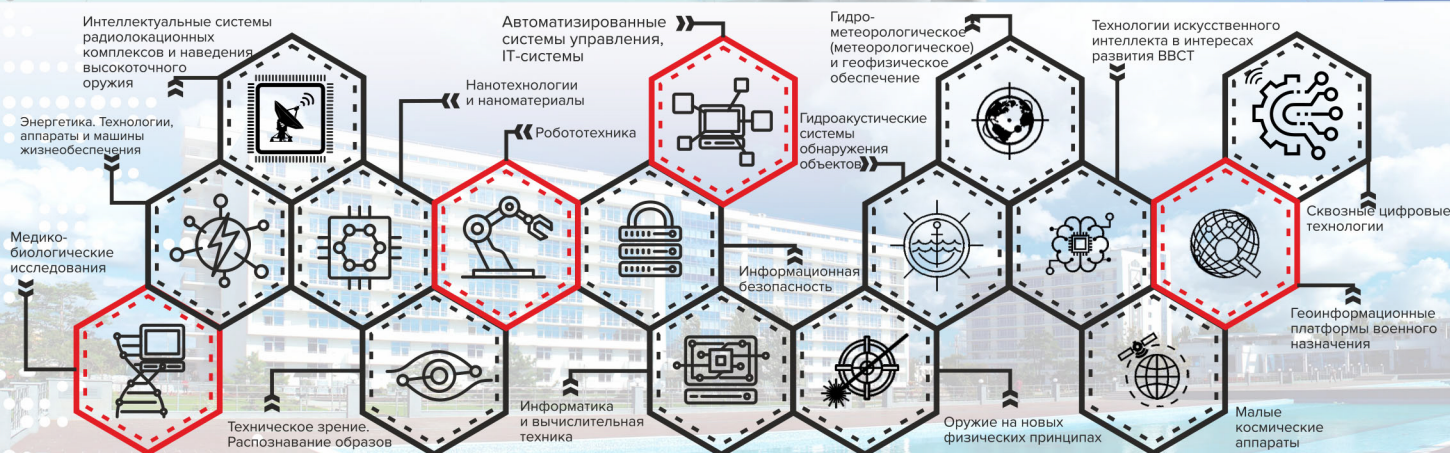 Интеллектуальные системы
радиолокационных
комплексов и наведения
высокоточного
оружия
Энергетика. Технологии,
аппараты и машины
жизнеобеспечения
Медико-
биологические
исследования
Нанотехнологии
и наноматериалы
Робототехника
Автоматизированные
системы управления,
IT-системы
Гидро-
метеорологическое
(метеорологическое)
и геофизическое
обеспечение
Гидроакустические
системы
обнаружения
объектов
Технологии искусственного
интеллекта в интересах
развития ВВСТ
Сквозные цифровые
технологии
Информационная
безопасность
Геоинформационные
платформы военного
назначения
Техническое зрение.
Распознавание образов
Информатика
и вычислительная
техника
Оружие на новых
физических принципах
Малые
космические
аппараты